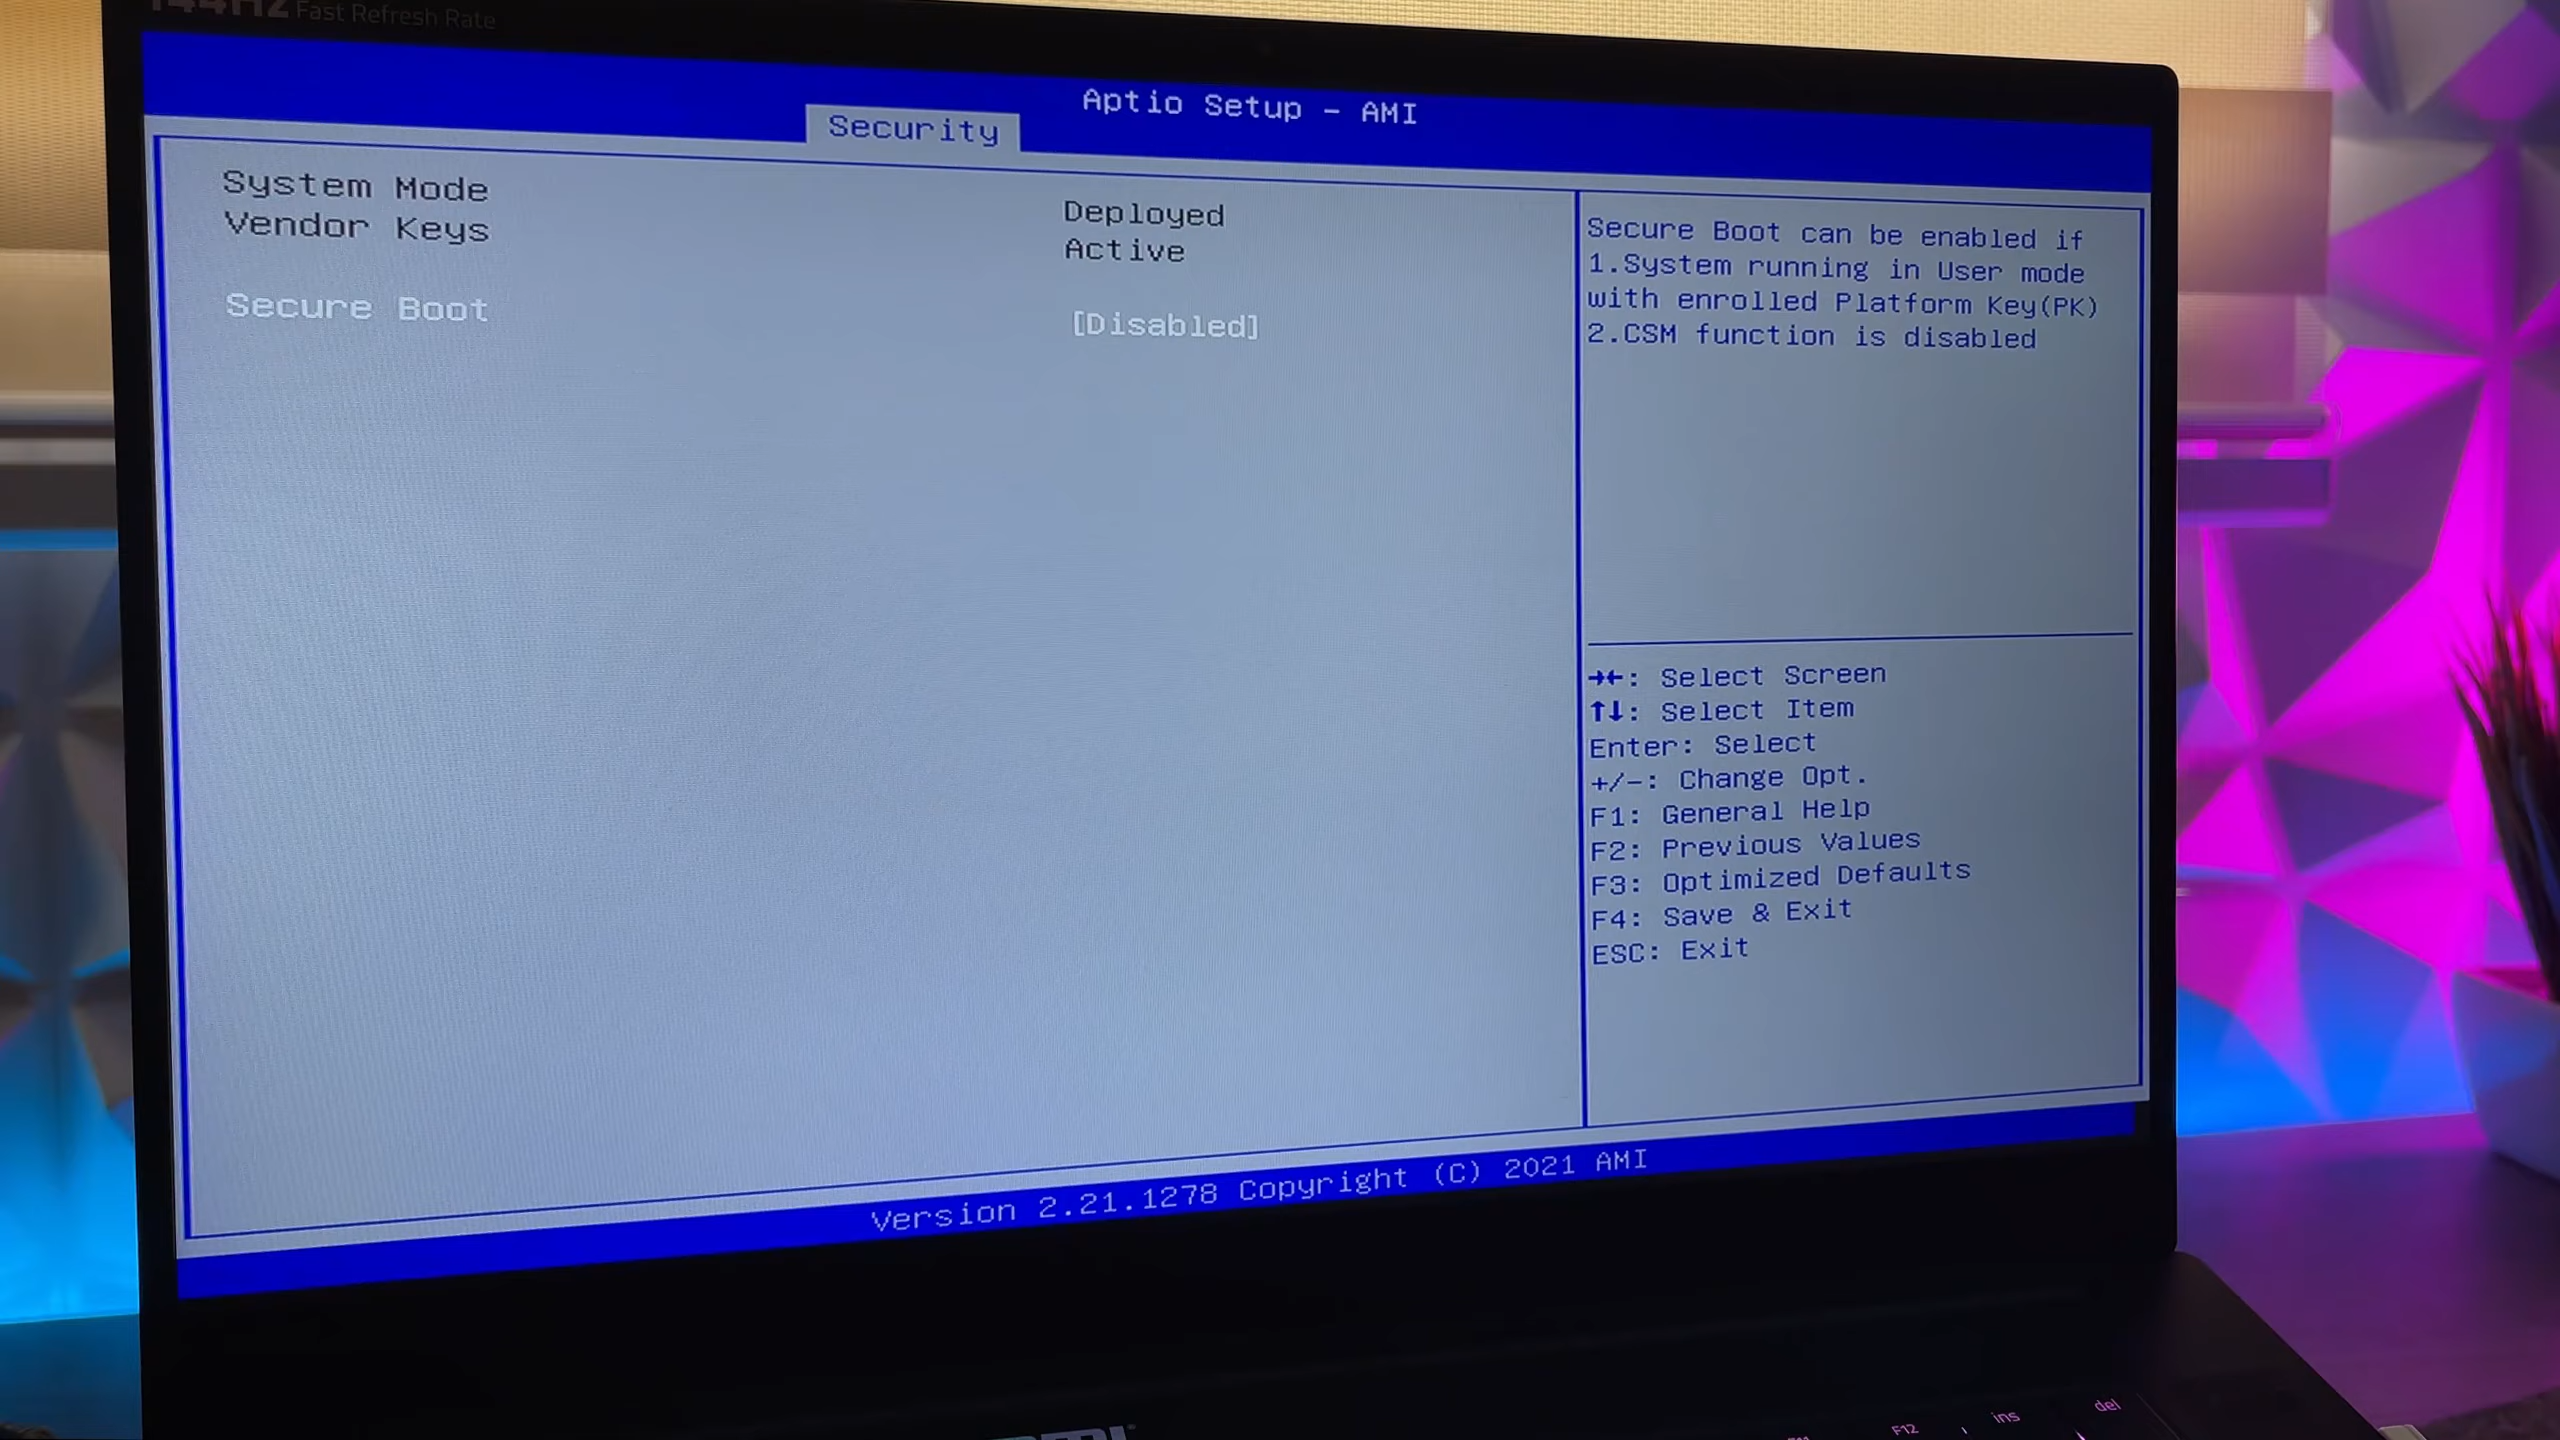 Fast Refresh Rate
Aptio Setup - AMI
Security
System Mode Deployed
Vendor Keys Active
Secure Boot [Disabled]
Secure Boot can be enabled if
1.System running in User mode
with enrolled Platform Key(PK)
2.CSM function is disabled
→←: Select Screen
↑↓: Select Item
Enter: Select
+/-: Change Opt.
F1: General Help
F2: Previous Values
F3: Optimized Defaults
F4: Save & Exit
ESC: Exit
Version 2.21.1278 Copyright (C) 2021 AMI
F12
ins
del